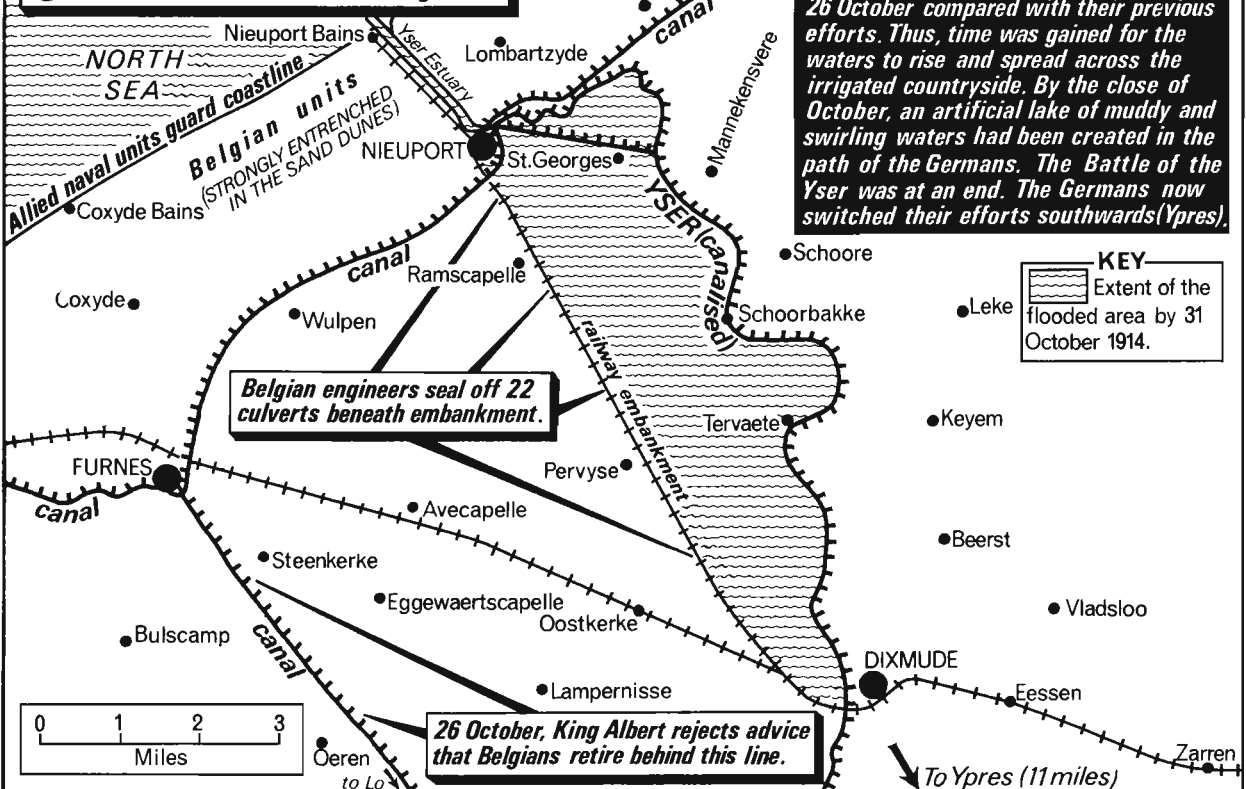 26 October compared with their previous
efforts. Thus, time was gained for the
waters to rise and spread across the
irrigated countryside. By the close of
October, an artificial lake of muddy and
swirling waters had been created in the
path of the Germans. The Battle of the
Yser was at an end. The Germans now
switched their efforts southwards (Ypres).
Nieuport Bains
Yser Estuary
Lombartzyde
canal
NORTH
SEA
Allied naval units guard coastline
Belgian units
(STRONGLY ENTRENCHED
IN THE SAND DUNES)
Mannekensvere
NIEUPORT
St.Georges
Coxyde Bains
YSER (canalised)
Schoore
canal
Ramscapelle
KEY
Extent of the
flooded area by 31
October 1914.
Coxyde
Wulpen
Schoorbakke
Leke
railway embankment
Belgian engineers seal off 22
culverts beneath embankment.
Tervaete
Keyem
FURNES
Pervyse
canal
Avecapelle
Beerst
Steenkerke
Eggewaertscapelle
Oostkerke
Vladsloo
Bulscamp
canal
DIXMUDE
Lampernisse
Eessen
0 1 2 3
Miles
26 October, King Albert rejects advice
that Belgians retire behind this line.
Oeren
to Lo
Zarren
To Ypres (11 miles)